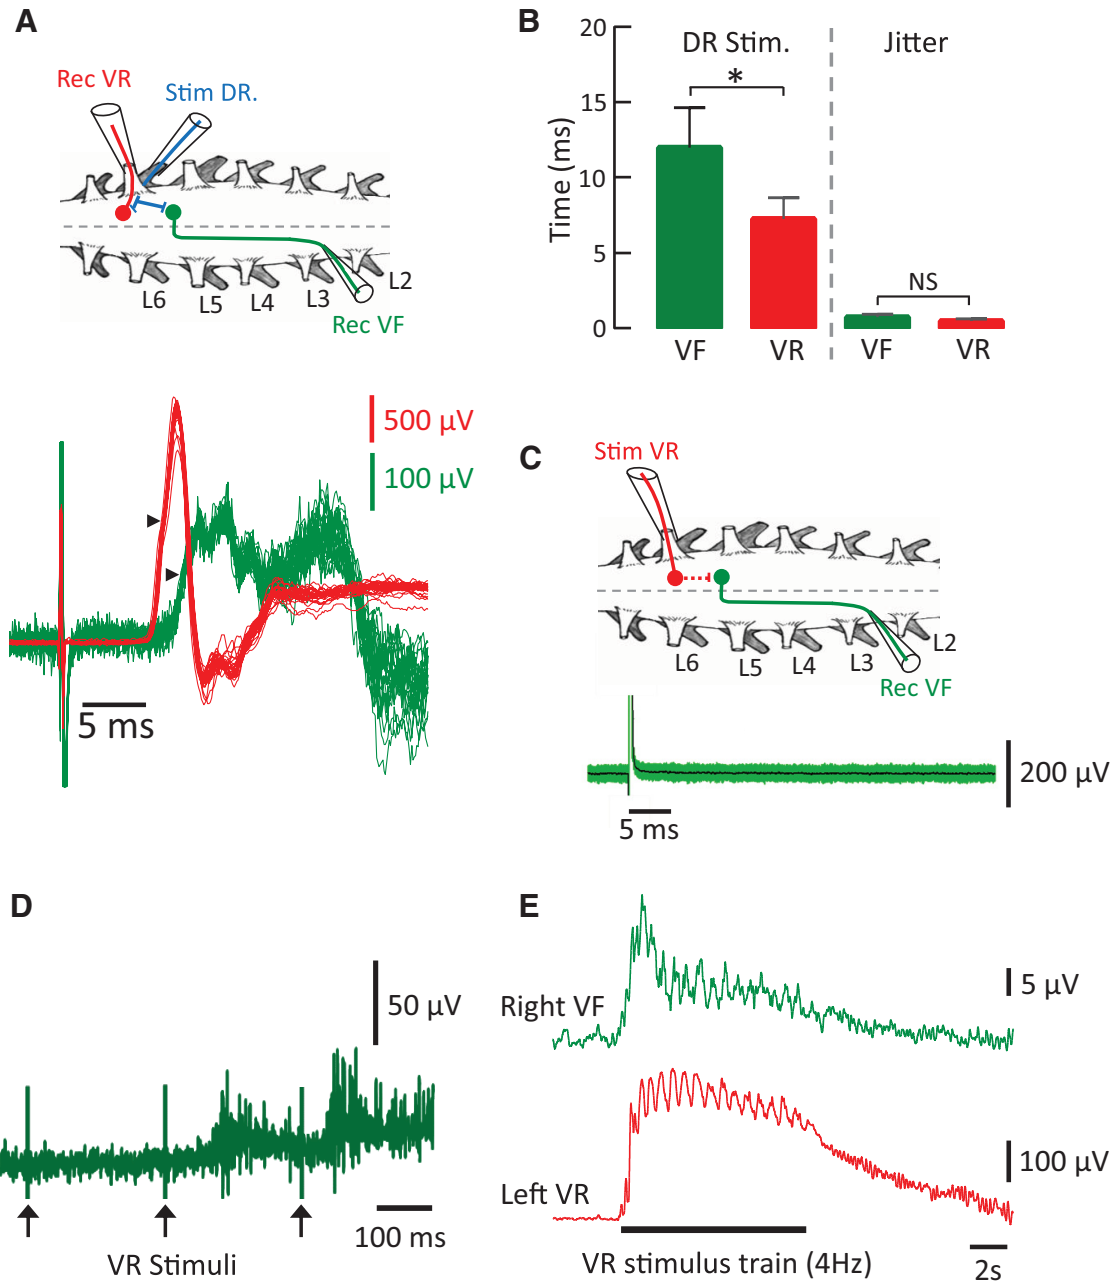 A
Rec VR
Stim DR.
L6
L5
L4
L3
L2
Rec VF
500 µV
100 µV
5 ms
B
20
15
10
5
0
Time (ms)
DR Stim.
Jitter
*
NS
VF
VR
VF
VR
C
Stim VR
L6
L5
L4
L3
L2
Rec VF
200 µV
5 ms
D
50 µV
100 ms
VR Stimuli
E
Right VF
5 µV
Left VR
100 µV
VR stimulus train (4Hz)
2s